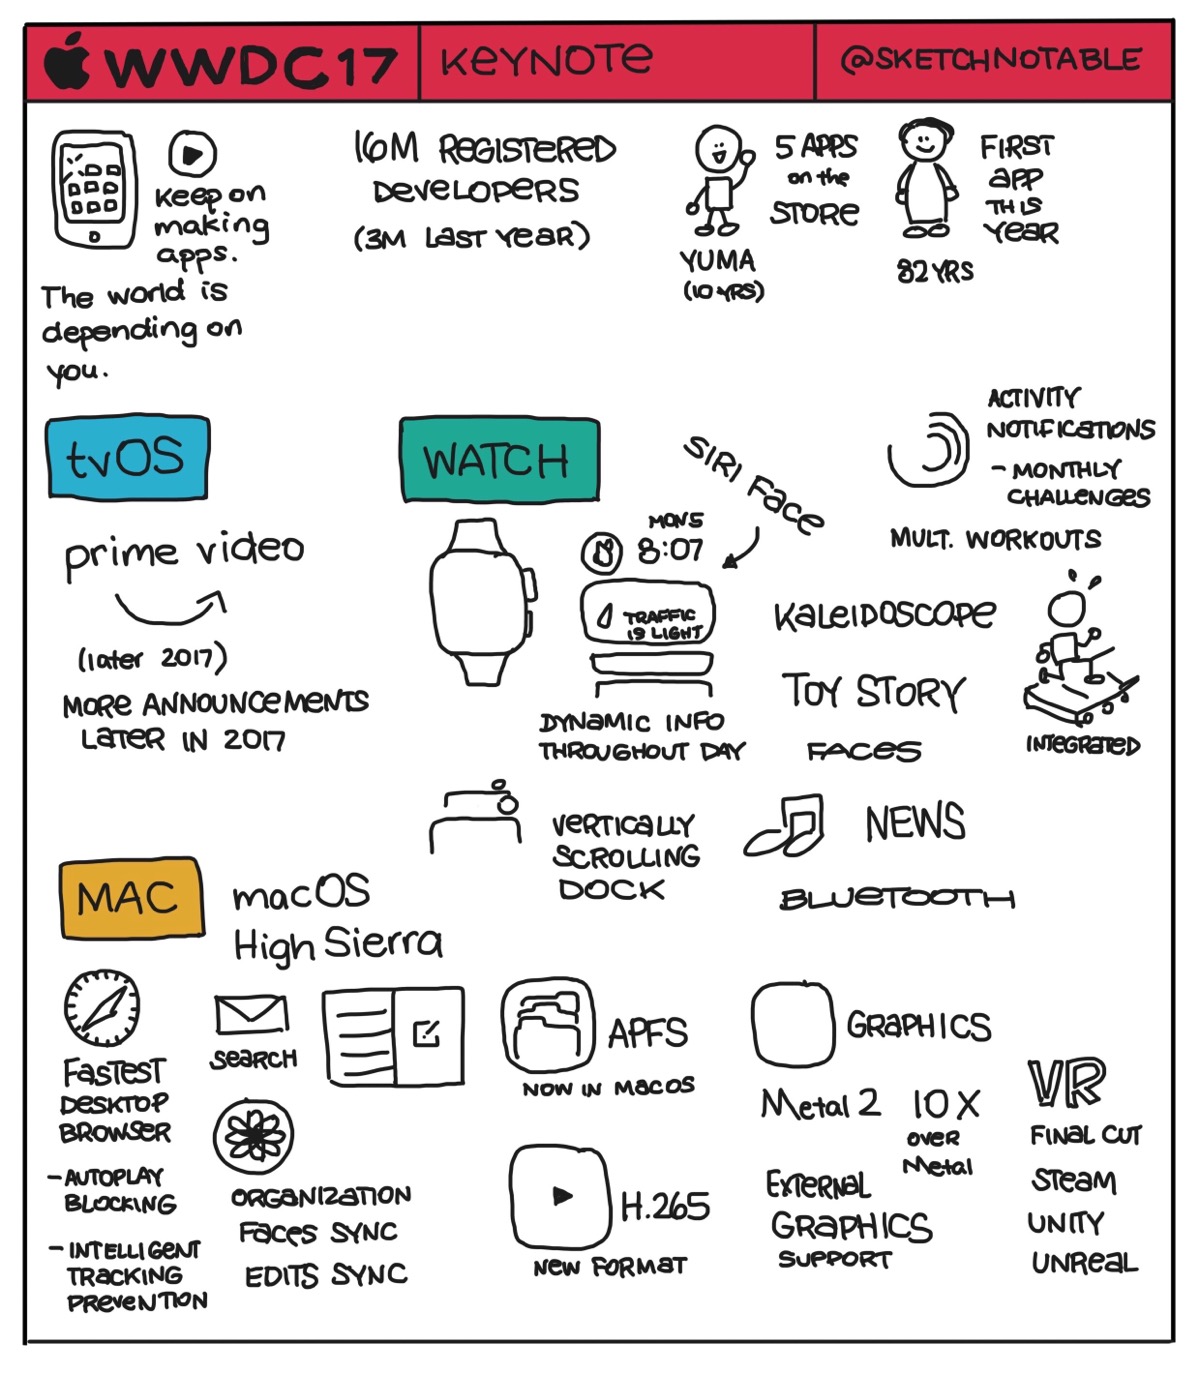 WWDC17
KEYNOTE
@SKETCHNOTABLE
Keep on
making
apps.
The world is
depending on
you.
16M REGISTERED
DEVELOPERS
(3M LAST YEAR)
YUMA
(10 YRS)
5 APPS
on the
STORE
82 YRS
FIRST
APP
THIS
YEAR
tvOS
prime video
(later 2017)
MORE ANNOUNCEMENTS
LATER IN 2017
WATCH
SIRI FACE
MON 5
8:07
TRAFFIC
IS LIGHT
DYNAMIC INFO
THROUGHOUT DAY
ACTIVITY
NOTIFICATIONS
- MONTHLY
CHALLENGES
MULT. WORKOUTS
KALEIDOSCOPE
TOY STORY
FACES
INTEGRATED
VERTICALLY
SCROLLING
DOCK
NEWS
BLUETOOTH
MAC
macOS
High Sierra
FASTEST
DESKTOP
BROWSER
- AUTOPLAY
BLOCKING
- INTELLIGENT
TRACKING
PREVENTION
SEARCH
ORGANIZATION
FACES SYNC
EDITS SYNC
APFS
NOW IN MACOS
H.265
NEW FORMAT
GRAPHICS
Metal 2
10X
OVER
Metal
EXTERNAL
GRAPHICS
SUPPORT
VR
FINAL CUT
STEAM
UNITY
UNREAL